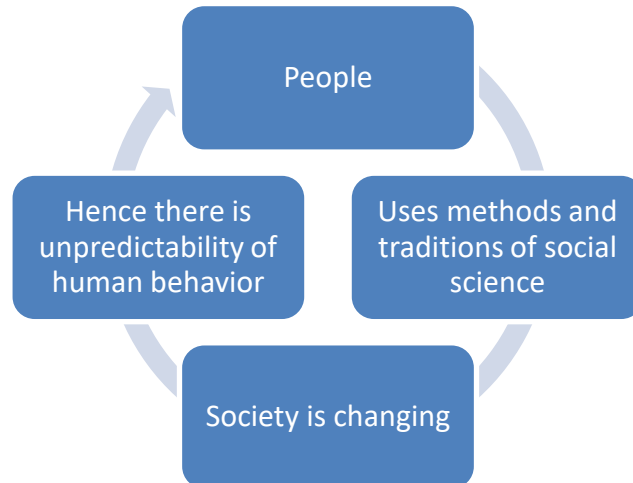 People
Uses methods and
traditions of social
science
Society is changing
Hence there is
unpredictability of
human behavior